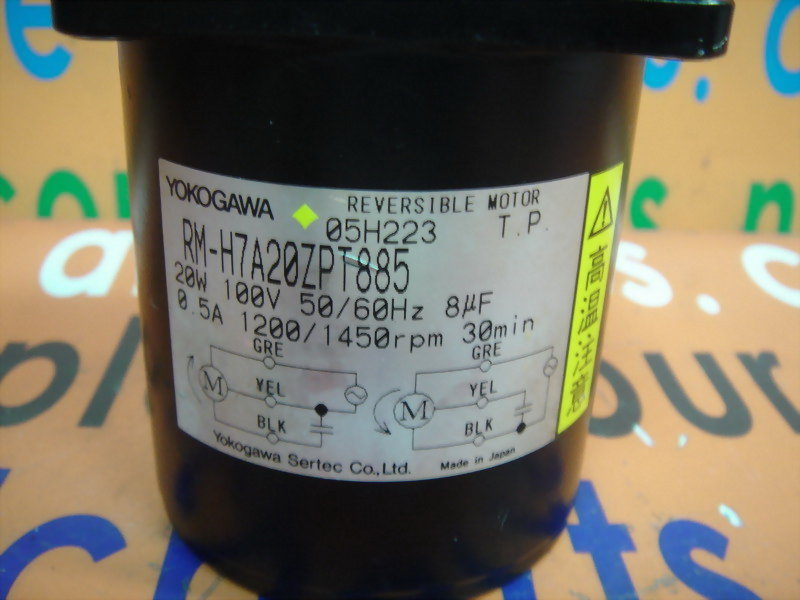 YOKOGAWA
REVERSIBLE MOTOR
05H223 T.P.
RM-H7A20ZPT885
20W 100V 50/60Hz 8μF
0.5A 1200/1450rpm 30min
GRE
YEL
BLK
M
GRE
YEL
BLK
M
Yokogawa Sertec Co.,Ltd.
Made in Japan
高温注意